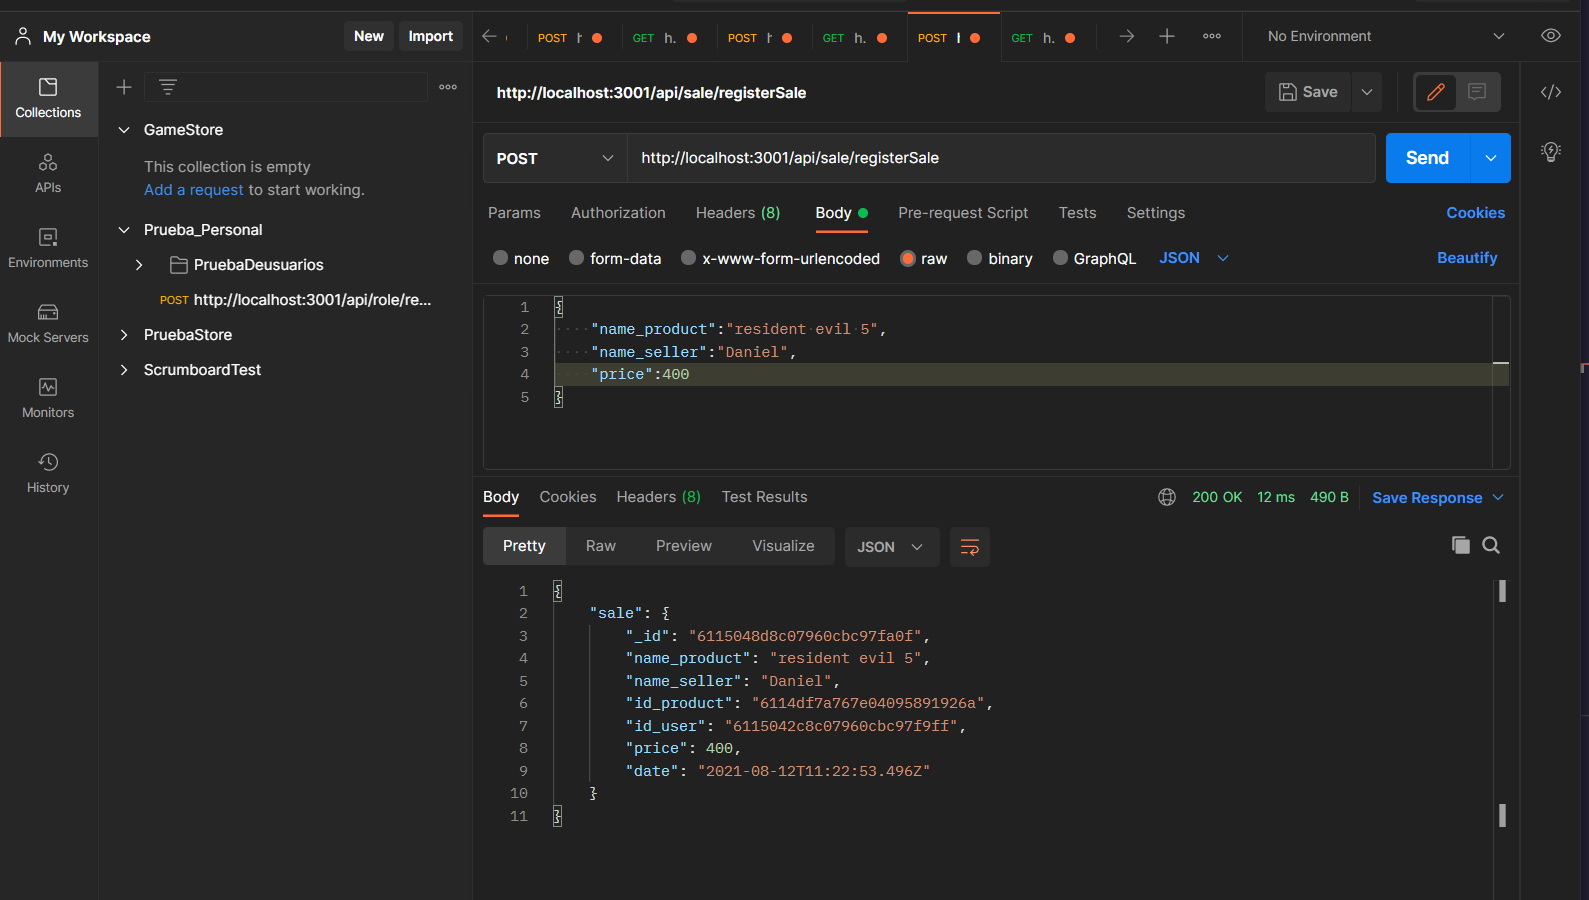 My Workspace
New
Import
POST
GET h.
POST
GET h.
POST
GET h.
No Environment
Collections
APIs
Environments
Mock Servers
Monitors
History
GameStore
This collection is empty
Add a request to start working.
Prueba_Personal
PruebaDeusuarios
POST http://localhost:3001/api/role/re...
PruebaStore
ScrumboardTest
http://localhost:3001/api/sale/registerSale
Save
POST
http://localhost:3001/api/sale/registerSale
Send
Params Authorization Headers (8) Body Pre-request Script Tests Settings Cookies
none form-data x-www-form-urlencoded raw binary GraphQL JSON Beautify
1 {
2 ····"name_product":"resident·evil·5",
3 ····"name_seller":"Daniel",
4 ····"price":400
5 }
Body Cookies Headers (8) Test Results 200 OK 12 ms 490 B Save Response
Pretty Raw Preview Visualize JSON
1 {
2 "sale": {
3 "_id": "6115048d8c07960cbc97fa0f",
4 "name_product": "resident evil 5",
5 "name_seller": "Daniel",
6 "id_product": "6114df7a767e04095891926a",
7 "id_user": "6115042c8c07960cbc97f9ff",
8 "price": 400,
9 "date": "2021-08-12T11:22:53.496Z"
10 }
11 }